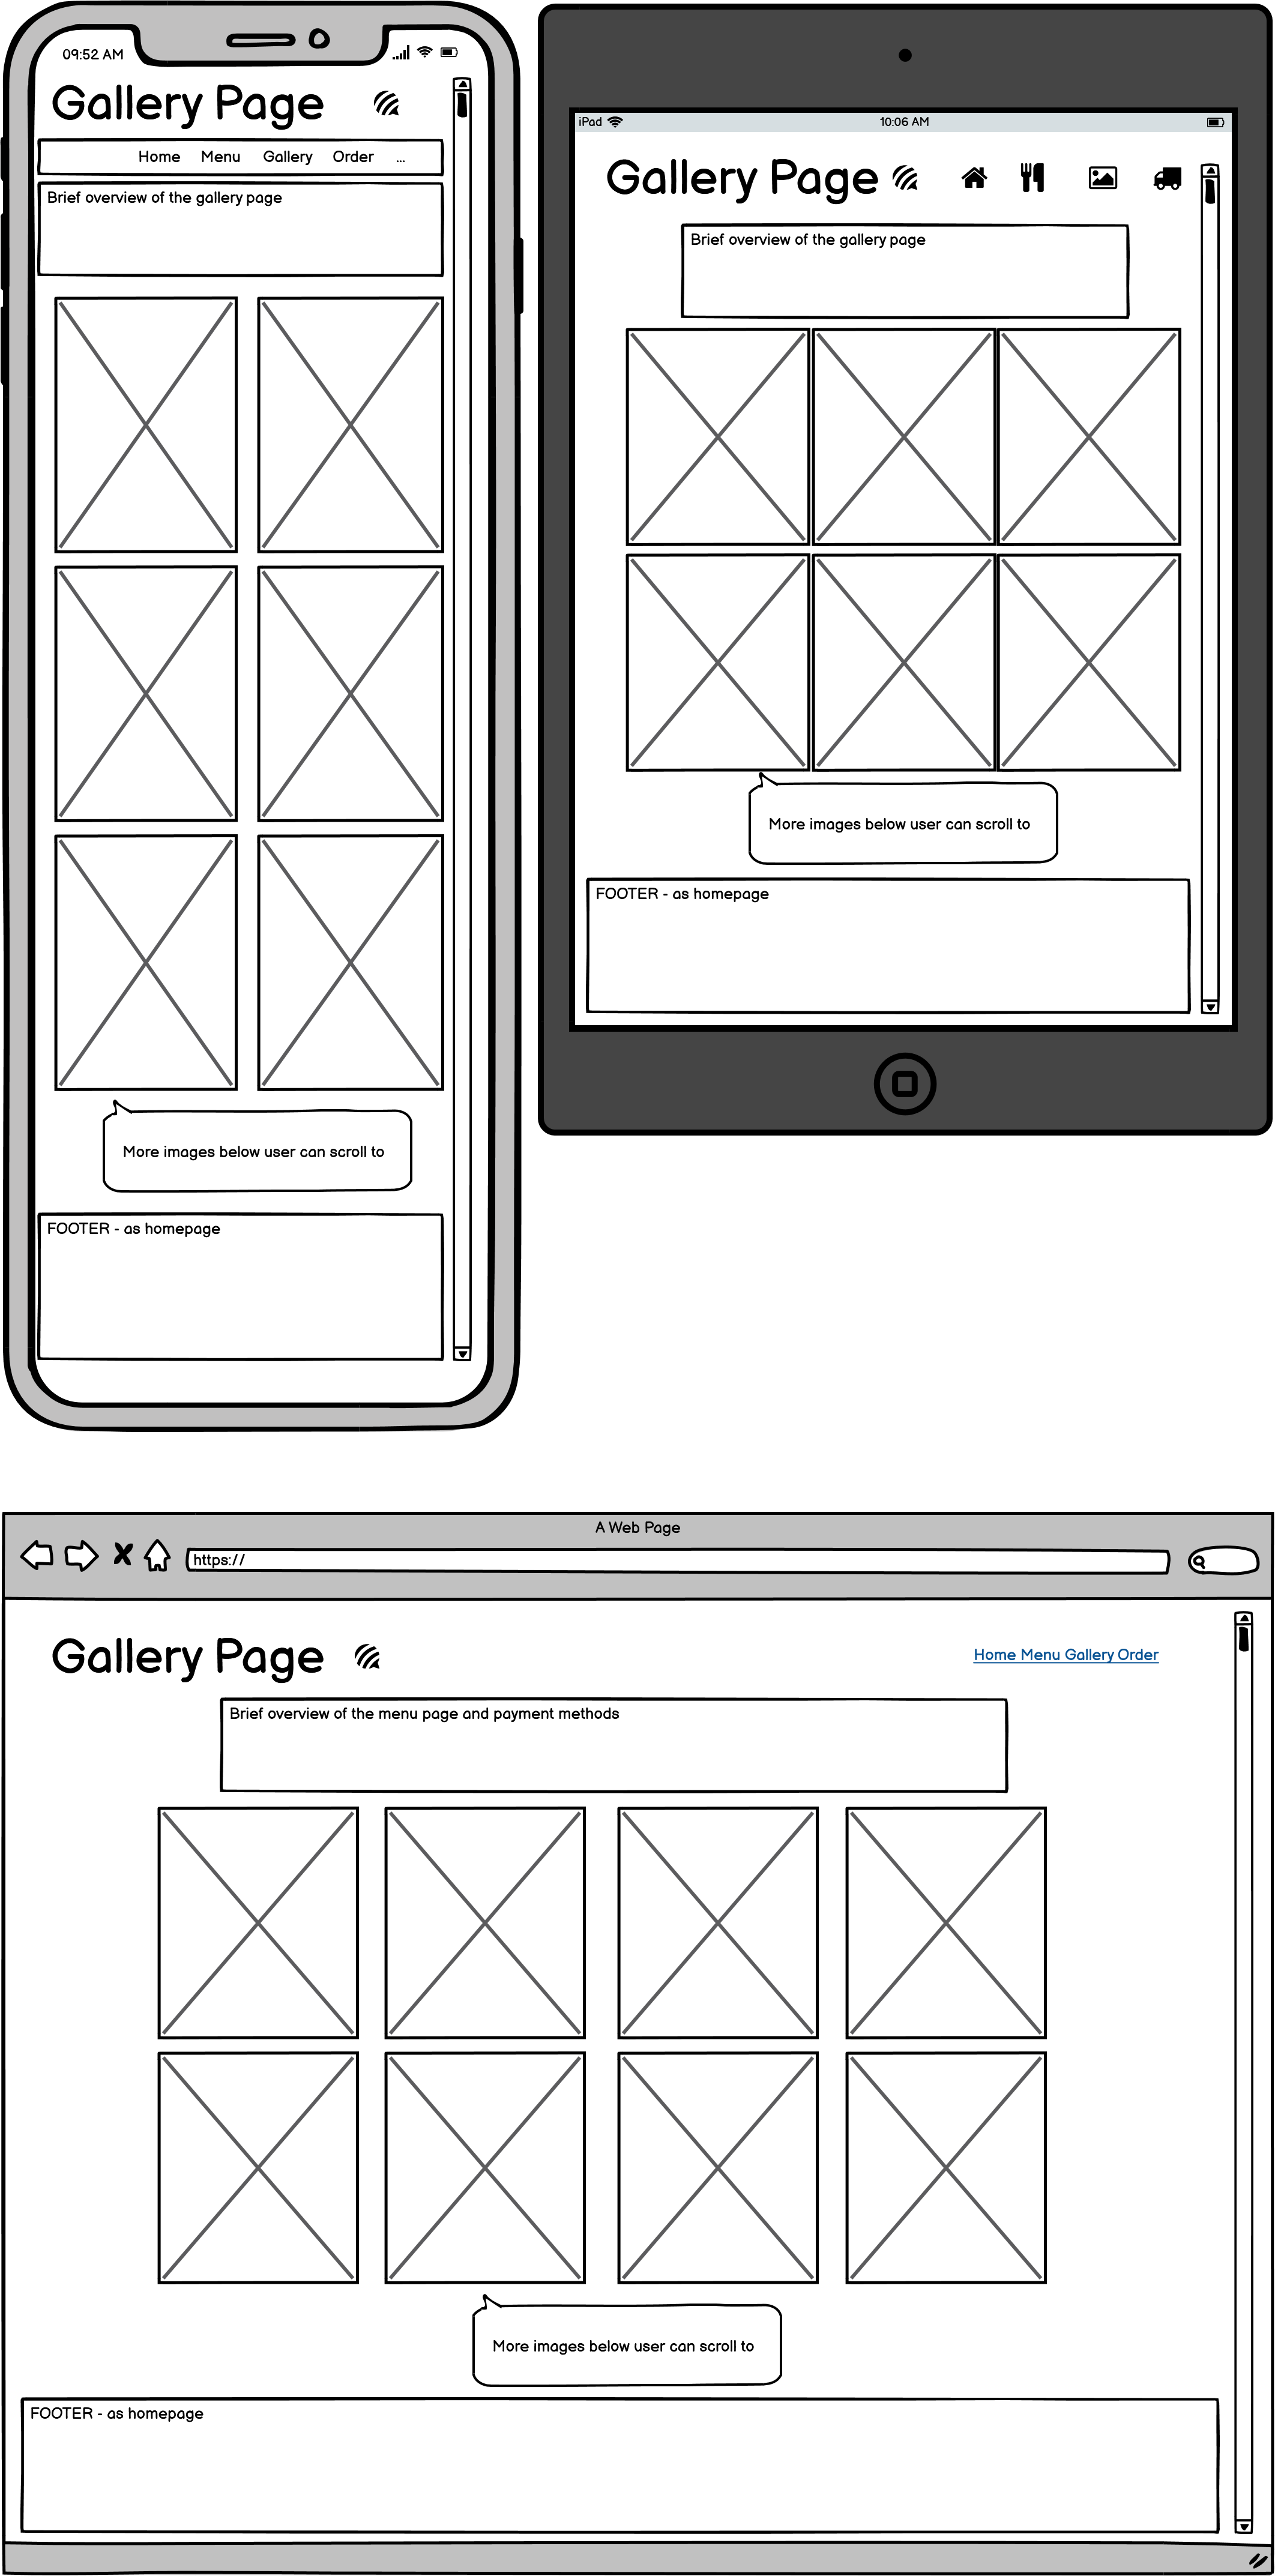 09:52 AM
Gallery Page
Home Menu Gallery Order ...
Brief overview of the gallery page
More images below user can scroll to
FOOTER - as homepage
iPad
10:06 AM
Gallery Page
Brief overview of the gallery page
More images below user can scroll to
FOOTER - as homepage
A Web Page
https://
Gallery Page
Home Menu Gallery Order
Brief overview of the menu page and payment methods
More images below user can scroll to
FOOTER - as homepage